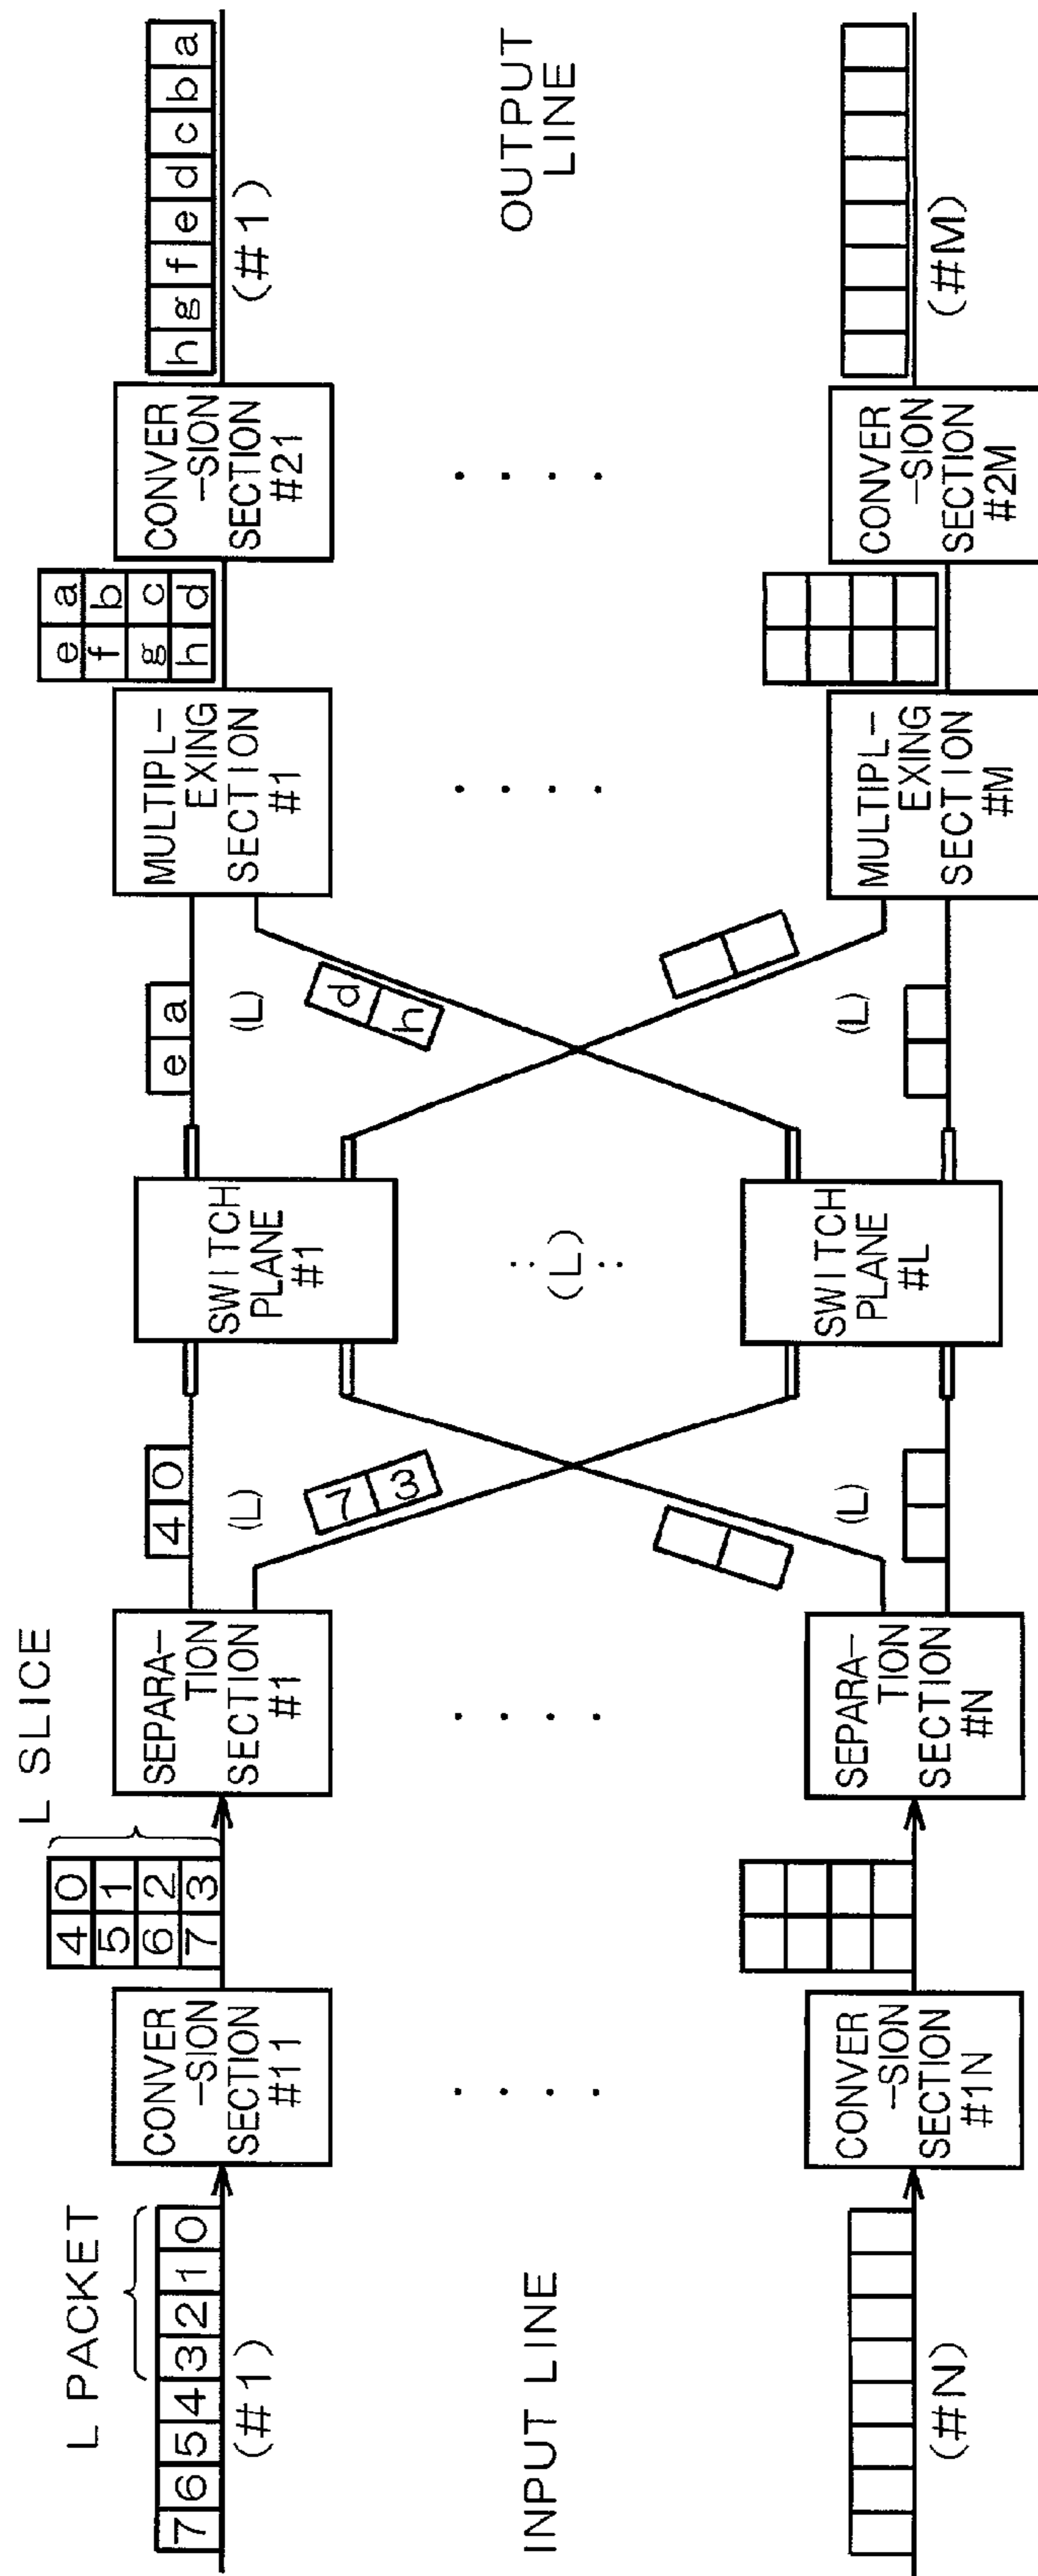 L PACKET
7 6 5 4 3 2 1 0
(#1)
CONVER
-SION
SECTION
#11
L SLICE
4 0
5 1
6 2
7 3
SEPARA-
TION
SECTION
#1
4 0
(L)
7 3
SWITCH
PLANE
#1
e a
(L)
d
h
MULTIPL-
EXING
SECTION
#1
e a
f b
g c
h d
CONVER
-SION
SECTION
#21
h g f e d c b a
(#1)
INPUT LINE
(L)
OUTPUT
LINE
(#N)
CONVER
-SION
SECTION
#1N
SEPARA-
TION
SECTION
#N
(L)
SWITCH
PLANE
#L
(L)
MULTIPL-
EXING
SECTION
#M
CONVER
-SION
SECTION
#2M
(#M)